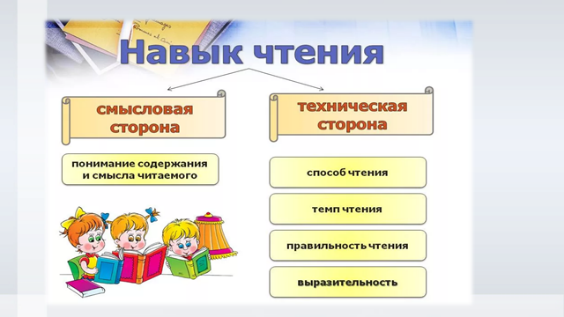 Навык чтения
смысловая
сторона
понимание содержания
и смысла читаемого
техническая
сторона
способ чтения
темп чтения
правильность чтения
выразительность